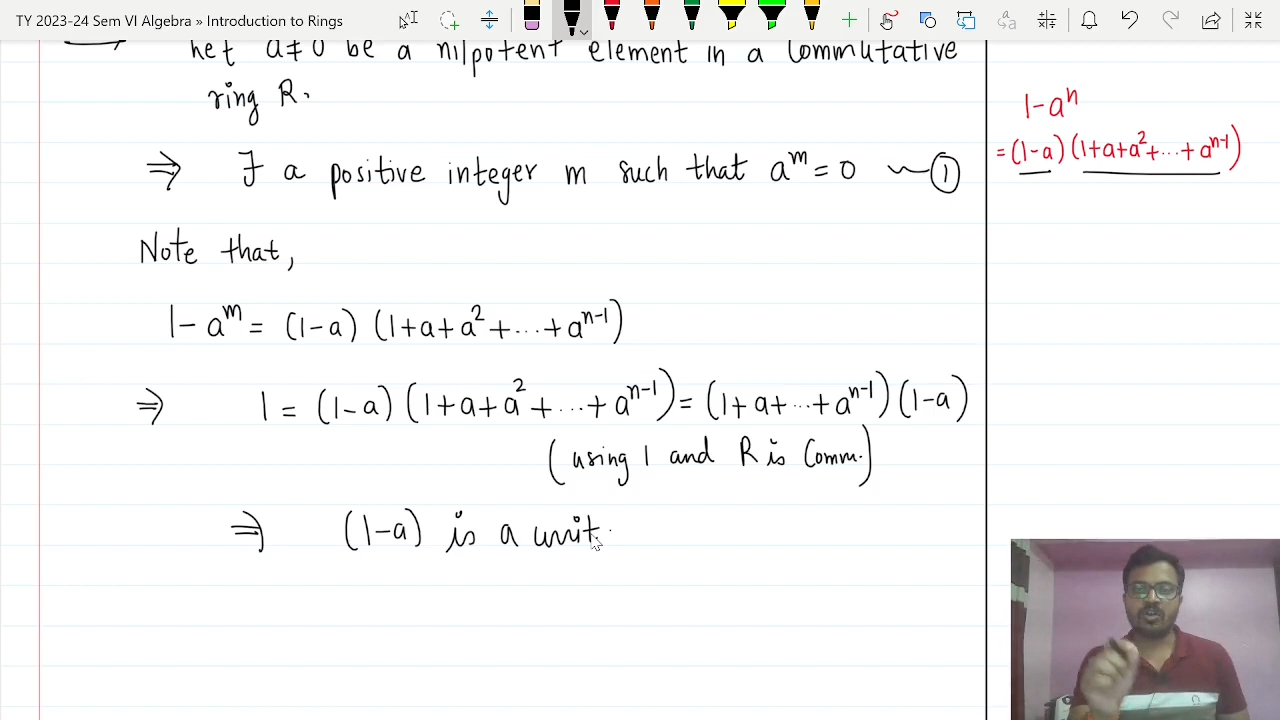 TY 2023-24 Sem VI Algebra » Introduction to Rings
Let a≠0 be a nilpotent element in a Commutative
ring R.
⇒ ∃ a positive integer m such that a^m = 0 ~ ①
Note that,
1 - a^m = (1-a) (1+a+a^2+...+a^{n-1})
⇒ 1 = (1-a) (1+a+a^2+...+a^{n-1}) = (1+a+...+a^{n-1}) (1-a)
(using 1 and R is Comm.)
⇒ (1-a) is a unit.
1-a^n
= (1-a) (1+a+a^2+...+a^{n-1})